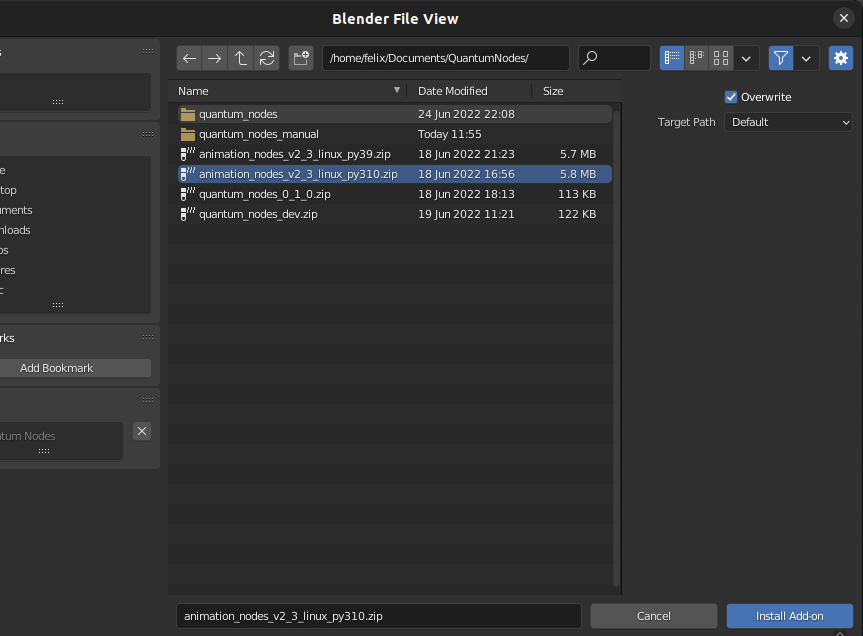 Blender File View
/home/felix/Documents/QuantumNodes/
Name Date Modified Size
quantum_nodes 24 Jun 2022 22:08
quantum_nodes_manual Today 11:55
animation_nodes_v2_3_linux_py39.zip 18 Jun 2022 21:23 5.7 MB
animation_nodes_v2_3_linux_py310.zip 18 Jun 2022 16:56 5.8 MB
quantum_nodes_0_1_0.zip 18 Jun 2022 18:13 113 KB
quantum_nodes_dev.zip 19 Jun 2022 11:21 122 KB
Overwrite
Target Path Default
s
e
top
uments
nloads
os
res
c
rks
Add Bookmark
ntum Nodes
animation_nodes_v2_3_linux_py310.zip
Cancel
Install Add-on